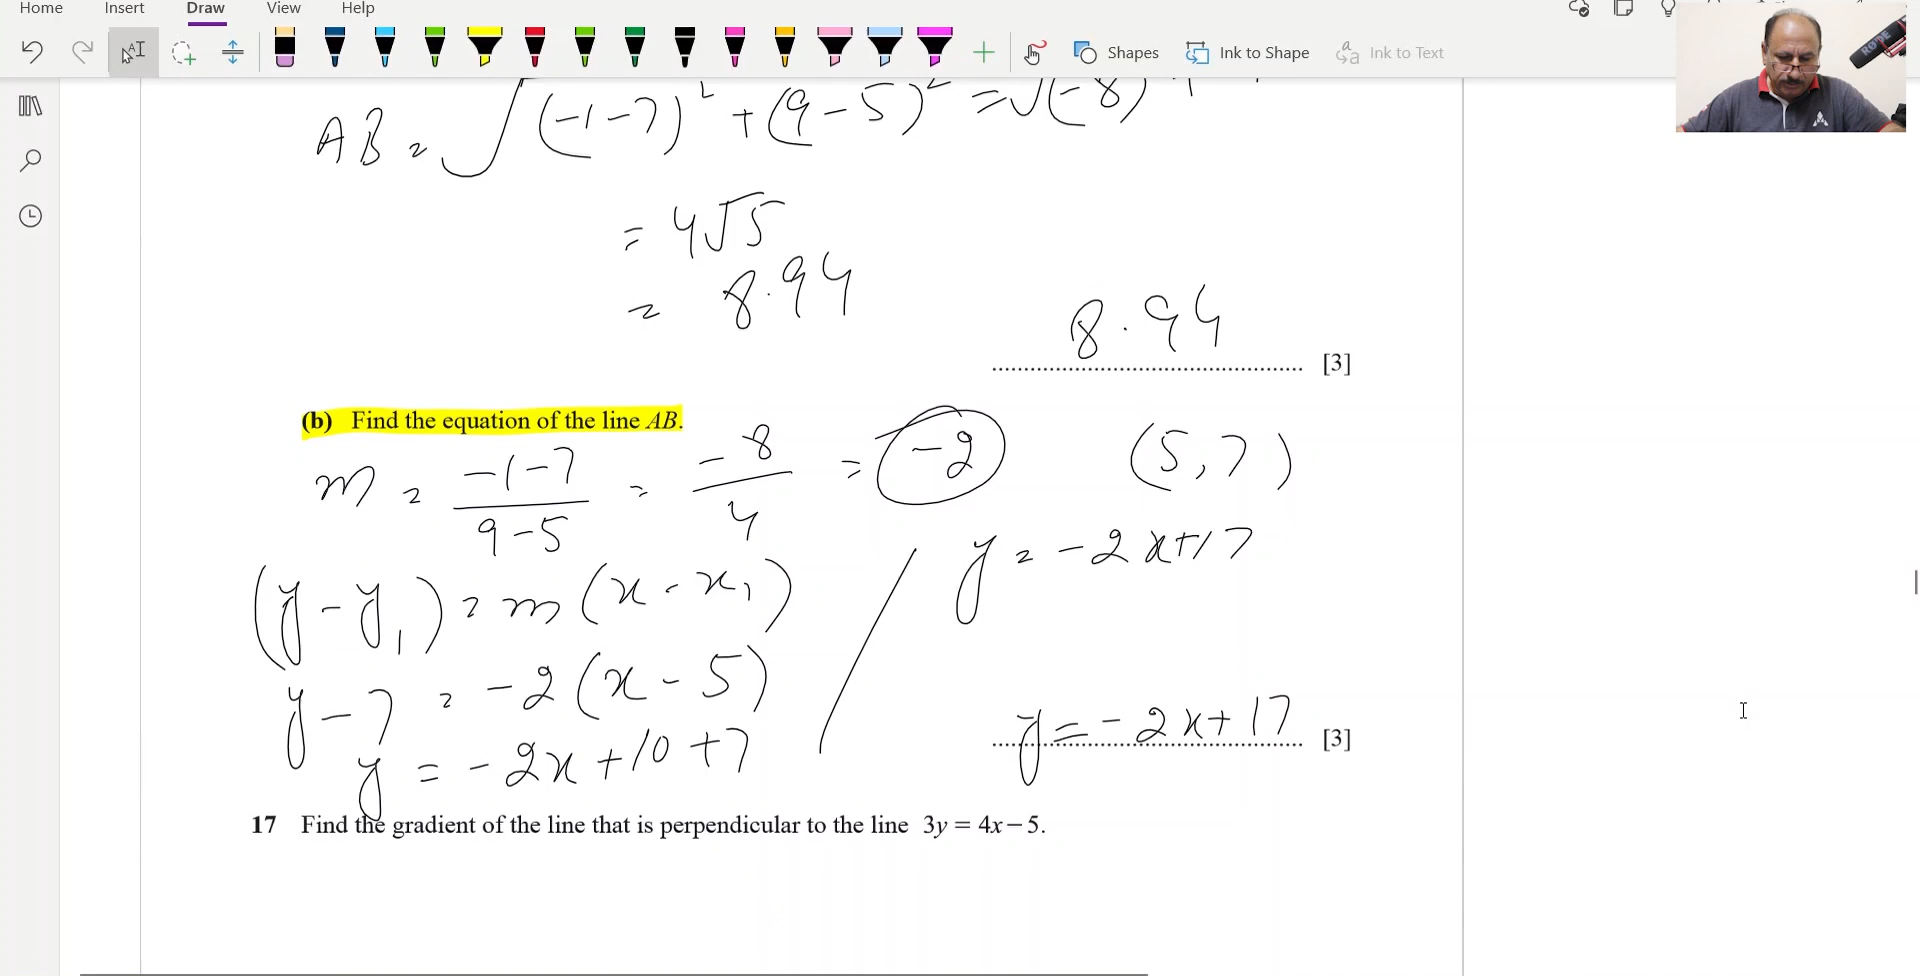 Home Insert Draw View Help
Shapes Ink to Shape Ink to Text
RØDE
AB = √(-1-7)² + (9-5)² = √(-8)
= 4√5
= 8.94
8.94
[3]
(b) Find the equation of the line AB.
m = -1-7 / 9-5 = -8 / 4 = -2 (5,7)
(y - y₁) = m(x - x₁) y = -2x+17
y - 7 = -2(x - 5)
y = -2x+17 [3]
y = -2x+10+7
17 Find the gradient of the line that is perpendicular to the line 3y = 4x – 5.